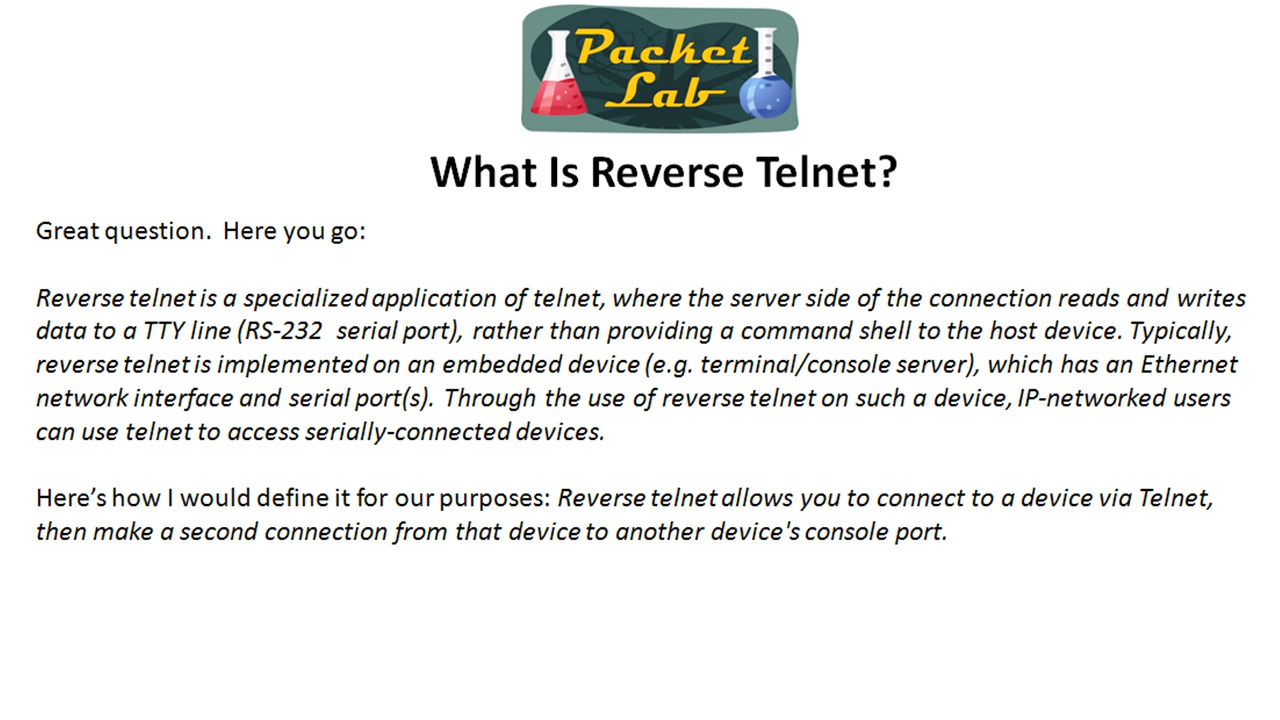 Packet
Lab
What Is Reverse Telnet?
Great question.  Here you go:
Reverse telnet is a specialized application of telnet, where the server side of the connection reads and writes
data to a TTY line (RS-232  serial port), rather than providing a command shell to the host device. Typically,
reverse telnet is implemented on an embedded device (e.g. terminal/console server), which has an Ethernet
network interface and serial port(s).  Through the use of reverse telnet on such a device, IP-networked users
can use telnet to access serially-connected devices.
Here’s how I would define it for our purposes: Reverse telnet allows you to connect to a device via Telnet,
then make a second connection from that device to another device's console port.